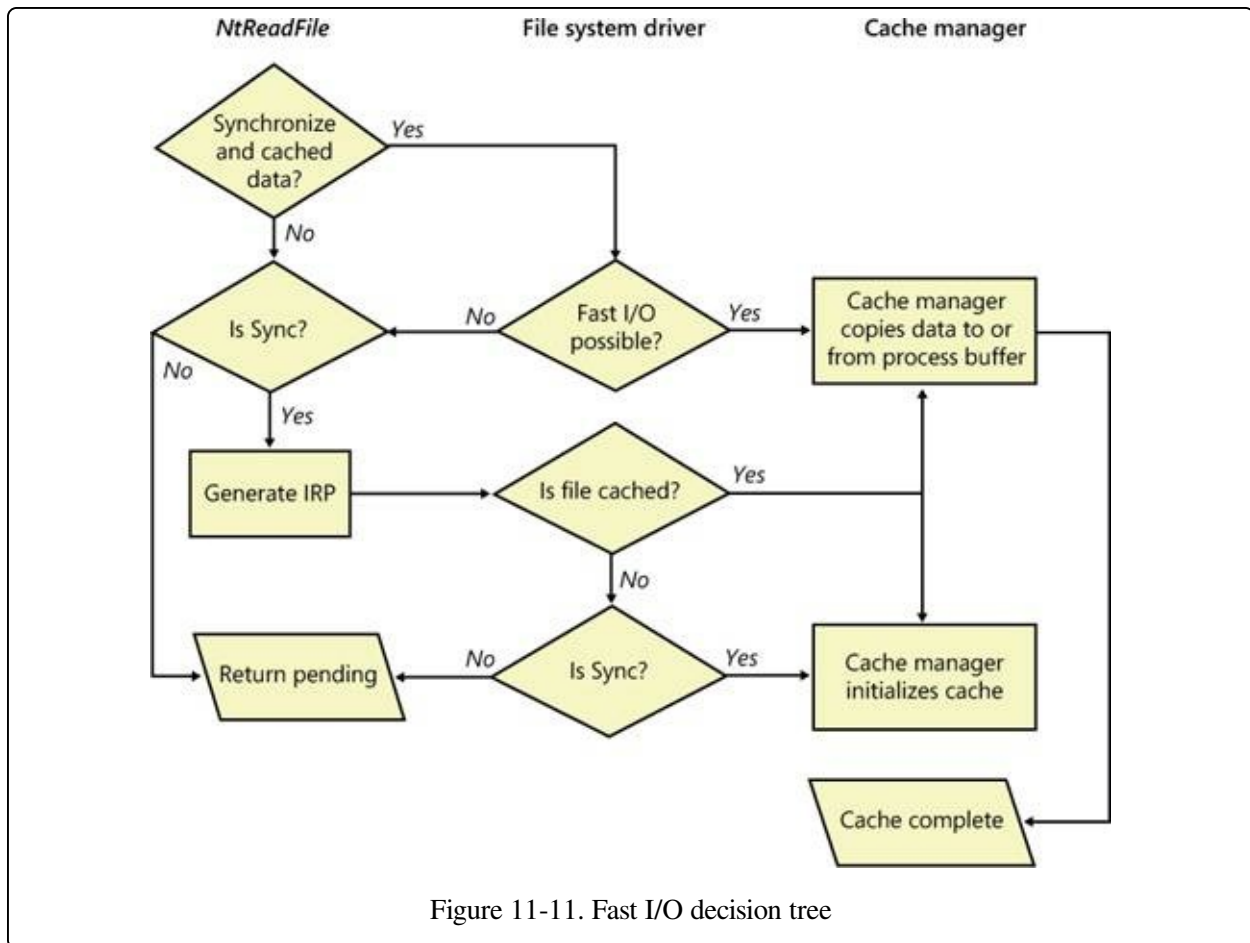 NtReadFile
File system driver
Cache manager
Synchronize
and cached
data?
Yes
No
Is Sync?
No
Fast I/O
possible?
Yes
Cache manager
copies data to or
from process buffer
No
Yes
Generate IRP
Is file cached?
Yes
No
Return pending
No
Is Sync?
Yes
Cache manager
initializes cache
Cache complete
Figure 11-11. Fast I/O decision tree